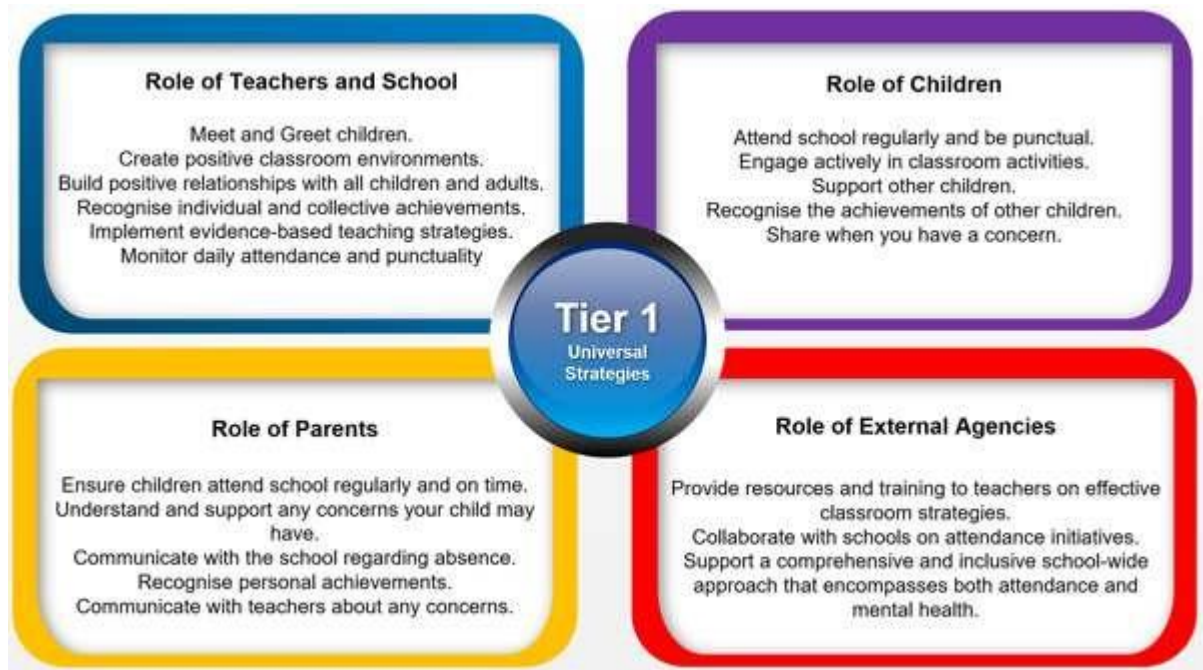 Role of Teachers and School
Meet and Greet children.
Create positive classroom environments.
Build positive relationships with all children and adults.
Recognise individual and collective achievements.
Implement evidence-based teaching strategies.
Monitor daily attendance and punctuality
Role of Children
Attend school regularly and be punctual.
Engage actively in classroom activities.
Support other children.
Recognise the achievements of other children.
Share when you have a concern.
Tier 1
Universal
Strategies
Role of Parents
Ensure children attend school regularly and on time.
Understand and support any concerns your child may
have.
Communicate with the school regarding absence.
Recognise personal achievements.
Communicate with teachers about any concerns.
Role of External Agencies
Provide resources and training to teachers on effective
classroom strategies.
Collaborate with schools on attendance initiatives.
Support a comprehensive and inclusive school-wide
approach that encompasses both attendance and
mental health.